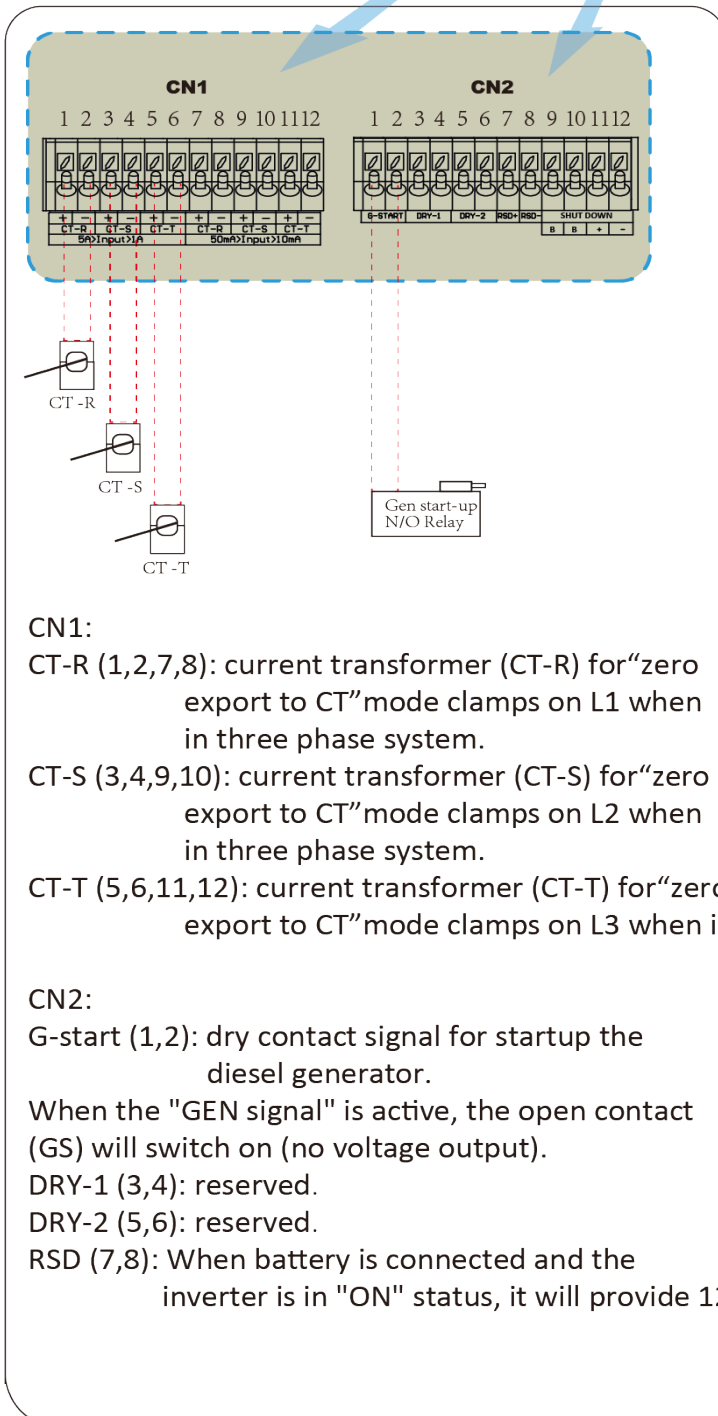 CN1 CN2
1 2 3 4 5 6 7 8 9 10 11 12 1 2 3 4 5 6 7 8 9 10 11 12
+ − + − + − + − + − + − G-START DRY-1 DRY-2 RSD+ RSD- SHUT DOWN
CT-R CT-S CT-T CT-R CT-S CT-T B B + −
5A>Input>1A 50mA>Input>10mA
CT -R
CT -S
CT -T
Gen start-up
N/O Relay
CN1:
CT-R (1,2,7,8): current transformer (CT-R) for“zero
export to CT”mode clamps on L1 when
in three phase system.
CT-S (3,4,9,10): current transformer (CT-S) for“zero
export to CT”mode clamps on L2 when
in three phase system.
CT-T (5,6,11,12): current transformer (CT-T) for“zero
export to CT”mode clamps on L3 when i
CN2:
G-start (1,2): dry contact signal for startup the
diesel generator.
When the "GEN signal" is active, the open contact
(GS) will switch on (no voltage output).
DRY-1 (3,4): reserved.
DRY-2 (5,6): reserved.
RSD (7,8): When battery is connected and the
inverter is in "ON" status, it will provide 12